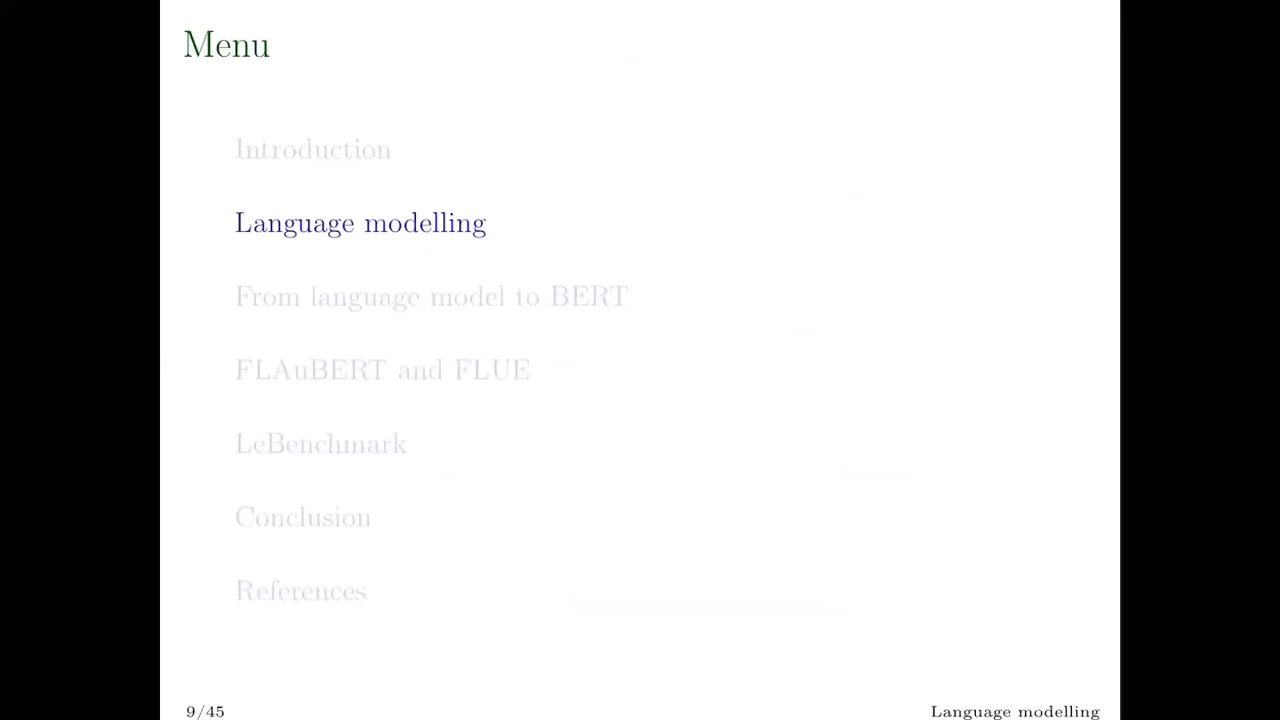 Menu
Introduction
Language modelling
From language model to BERT
FLAuBERT and FLUE
LeBenchmark
Conclusion
References
9/45
Language modelling